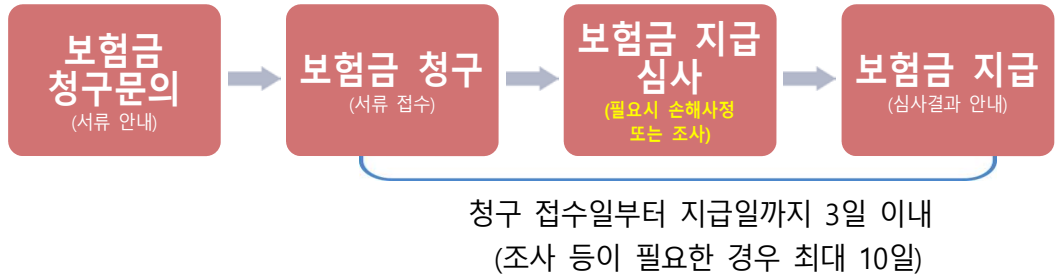 보험금
청구문의
(서류 안내)
보험금 청구
(서류 접수)
보험금 지급
심사
(필요시 손해사정
또는 조사)
보험금 지급
(심사결과 안내)
청구 접수일부터 지급일까지 3일 이내
(조사 등이 필요한 경우 최대 10일)